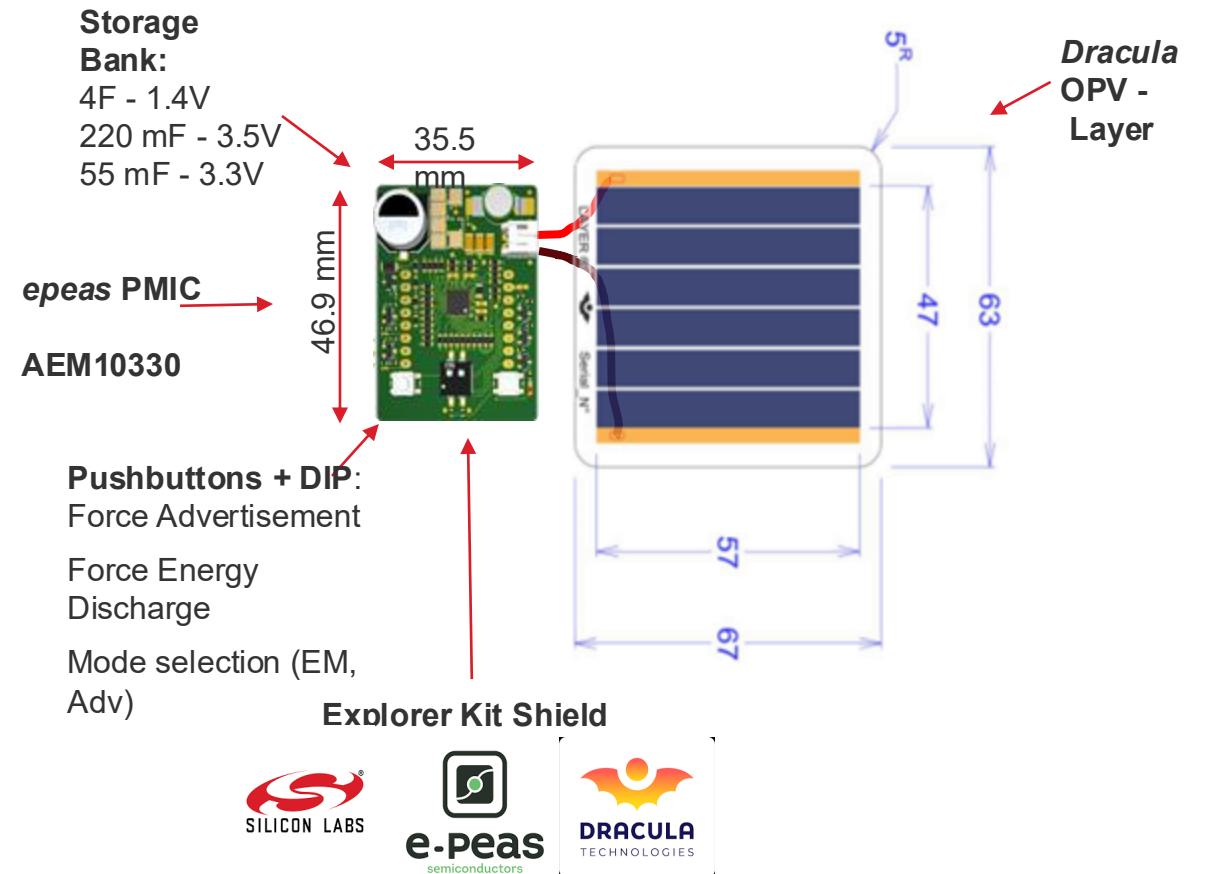 Storage
Bank:
4F - 1.4V
220 mF - 3.5V
55 mF - 3.3V
35.5
mm
46.9 mm
epeas PMIC
AEM10330
Pushbuttons + DIP:
Force Advertisement
Force Energy
Discharge
Mode selection (EM,
Adv)
Explorer Kit Shield
Dracula
OPV -
Layer
5R
47
63
57
67
LAYER
Serial_N°
SILICON LABS
®
e-peas
semiconductors
DRACULA
TECHNOLOGIES